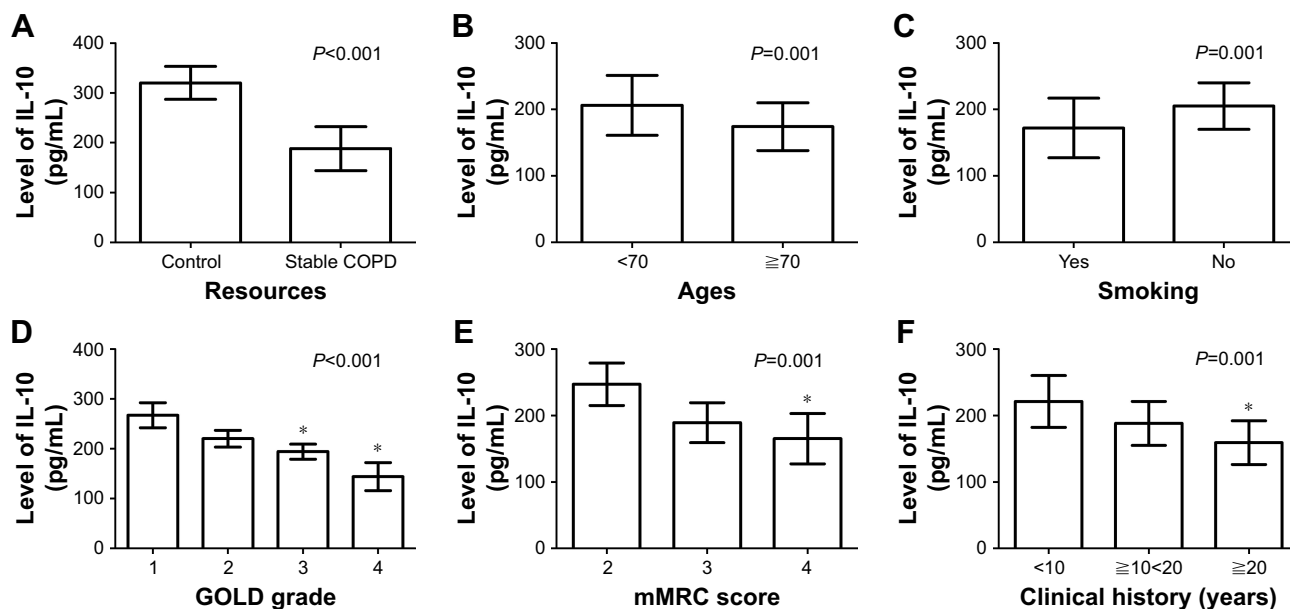 A
Level of IL-10
(pg/mL)
400
300
200
100
0
P<0.001
Control
Stable COPD
Resources
B
Level of IL-10
(pg/mL)
300
200
100
0
P=0.001
<70
≧70
Ages
C
Level of IL-10
(pg/mL)
300
200
100
0
P=0.001
Yes
No
Smoking
D
Level of IL-10
(pg/mL)
400
300
200
100
0
P<0.001
*
*
1
2
3
4
GOLD grade
E
Level of IL-10
(pg/mL)
300
200
100
0
P=0.001
*
2
3
4
mMRC score
F
Level of IL-10
(pg/mL)
300
200
100
0
P=0.001
*
<10
≧10<20
≧20
Clinical history (years)